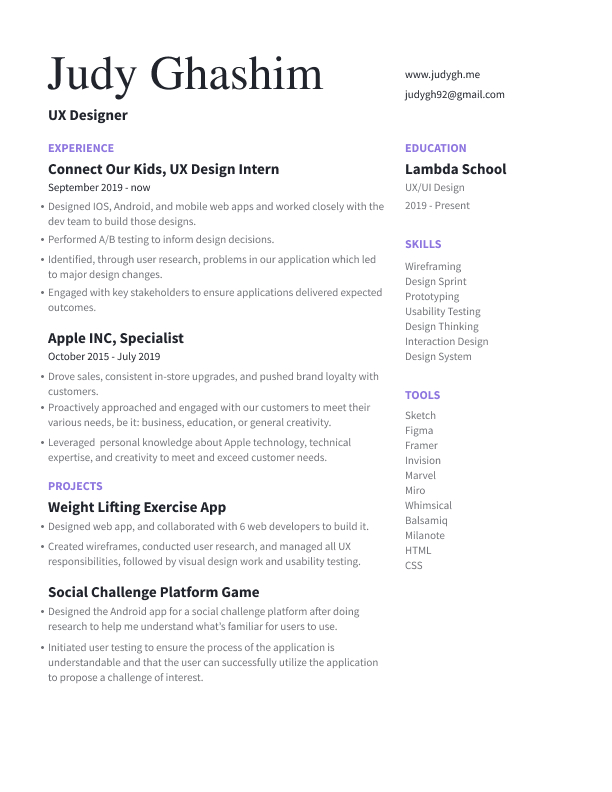 Judy Ghashim
UX Designer
www.judygh.me
judygh92@gmail.com
EXPERIENCE
Connect Our Kids, UX Design Intern
September 2019 - now
• Designed IOS, Android, and mobile web apps and worked closely with the
dev team to build those designs.
• Performed A/B testing to inform design decisions.
• Identified, through user research, problems in our application which led
to major design changes.
• Engaged with key stakeholders to ensure applications delivered expected
outcomes.
Apple INC, Specialist
October 2015 - July 2019
• Drove sales, consistent in-store upgrades, and pushed brand loyalty with
customers.
• Proactively approached and engaged with our customers to meet their
various needs, be it: business, education, or general creativity.
• Leveraged  personal knowledge about Apple technology, technical
expertise, and creativity to meet and exceed customer needs.
PROJECTS
Weight Lifting Exercise App
• Designed web app, and collaborated with 6 web developers to build it.
• Created wireframes, conducted user research, and managed all UX
responsibilities, followed by visual design work and usability testing.
Social Challenge Platform Game
• Designed the Android app for a social challenge platform after doing
research to help me understand what's familiar for users to use.
• Initiated user testing to ensure the process of the application is
understandable and that the user can successfully utilize the application
to propose a challenge of interest.
EDUCATION
Lambda School
UX/UI Design
2019 - Present
SKILLS
Wireframing
Design Sprint
Prototyping
Usability Testing
Design Thinking
Interaction Design
Design System
TOOLS
Sketch
Figma
Framer
Invision
Marvel
Miro
Whimsical
Balsamiq
Milanote
HTML
CSS